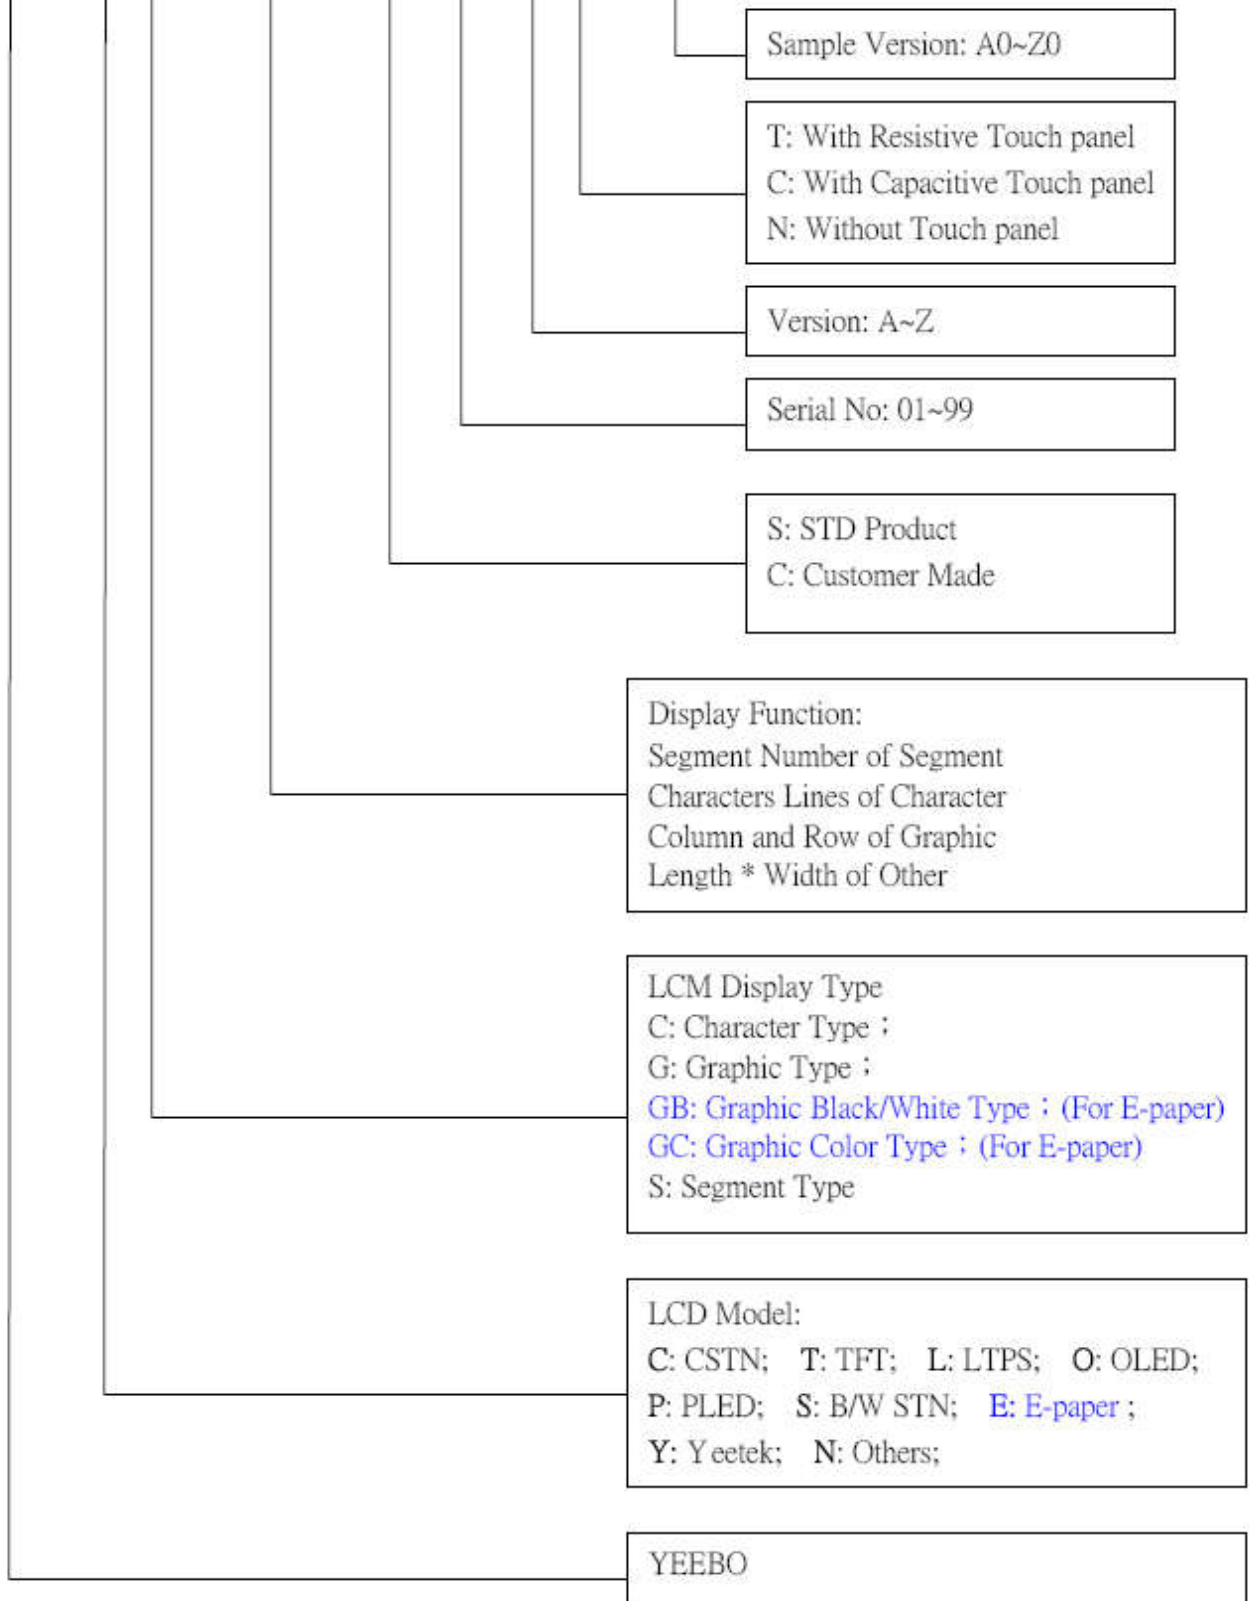 Sample Version: A0~Z0
T: With Resistive Touch panel
C: With Capacitive Touch panel
N: Without Touch panel
Version: A~Z
Serial No: 01~99
S: STD Product
C: Customer Made
Display Function:
Segment Number of Segment
Characters Lines of Character
Column and Row of Graphic
Length * Width of Other
LCM Display Type
C: Character Type；
G: Graphic Type；
GB: Graphic Black/White Type；(For E-paper)
GC: Graphic Color Type；(For E-paper)
S: Segment Type
LCD Model:
C: CSTN; T: TFT; L: LTPS; O: OLED;
P: PLED; S: B/W STN; E: E-paper ;
Y: Yeetek; N: Others;
YEEBO